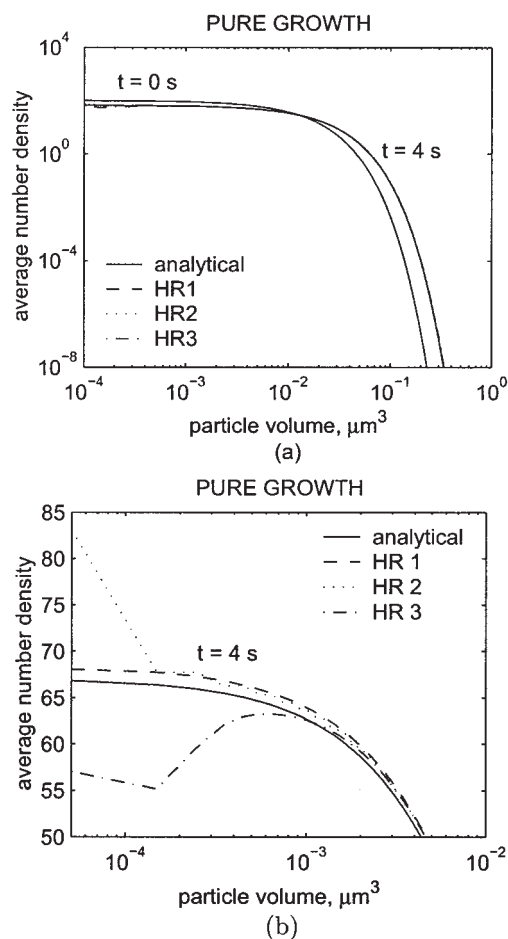 PURE GROWTH
10^4
t = 0 s
10^0
t = 4 s
average number density
10^-4
analytical
HR1
HR2
HR3
10^-8
10^-4 10^-3 10^-2 10^-1 10^0
particle volume, μm^3
(a)
PURE GROWTH
85
analytical
HR 1
80
HR 2
HR 3
75
average number density
70
t = 4 s
65
60
55
50
10^-4 10^-3 10^-2
particle volume, μm^3
(b)